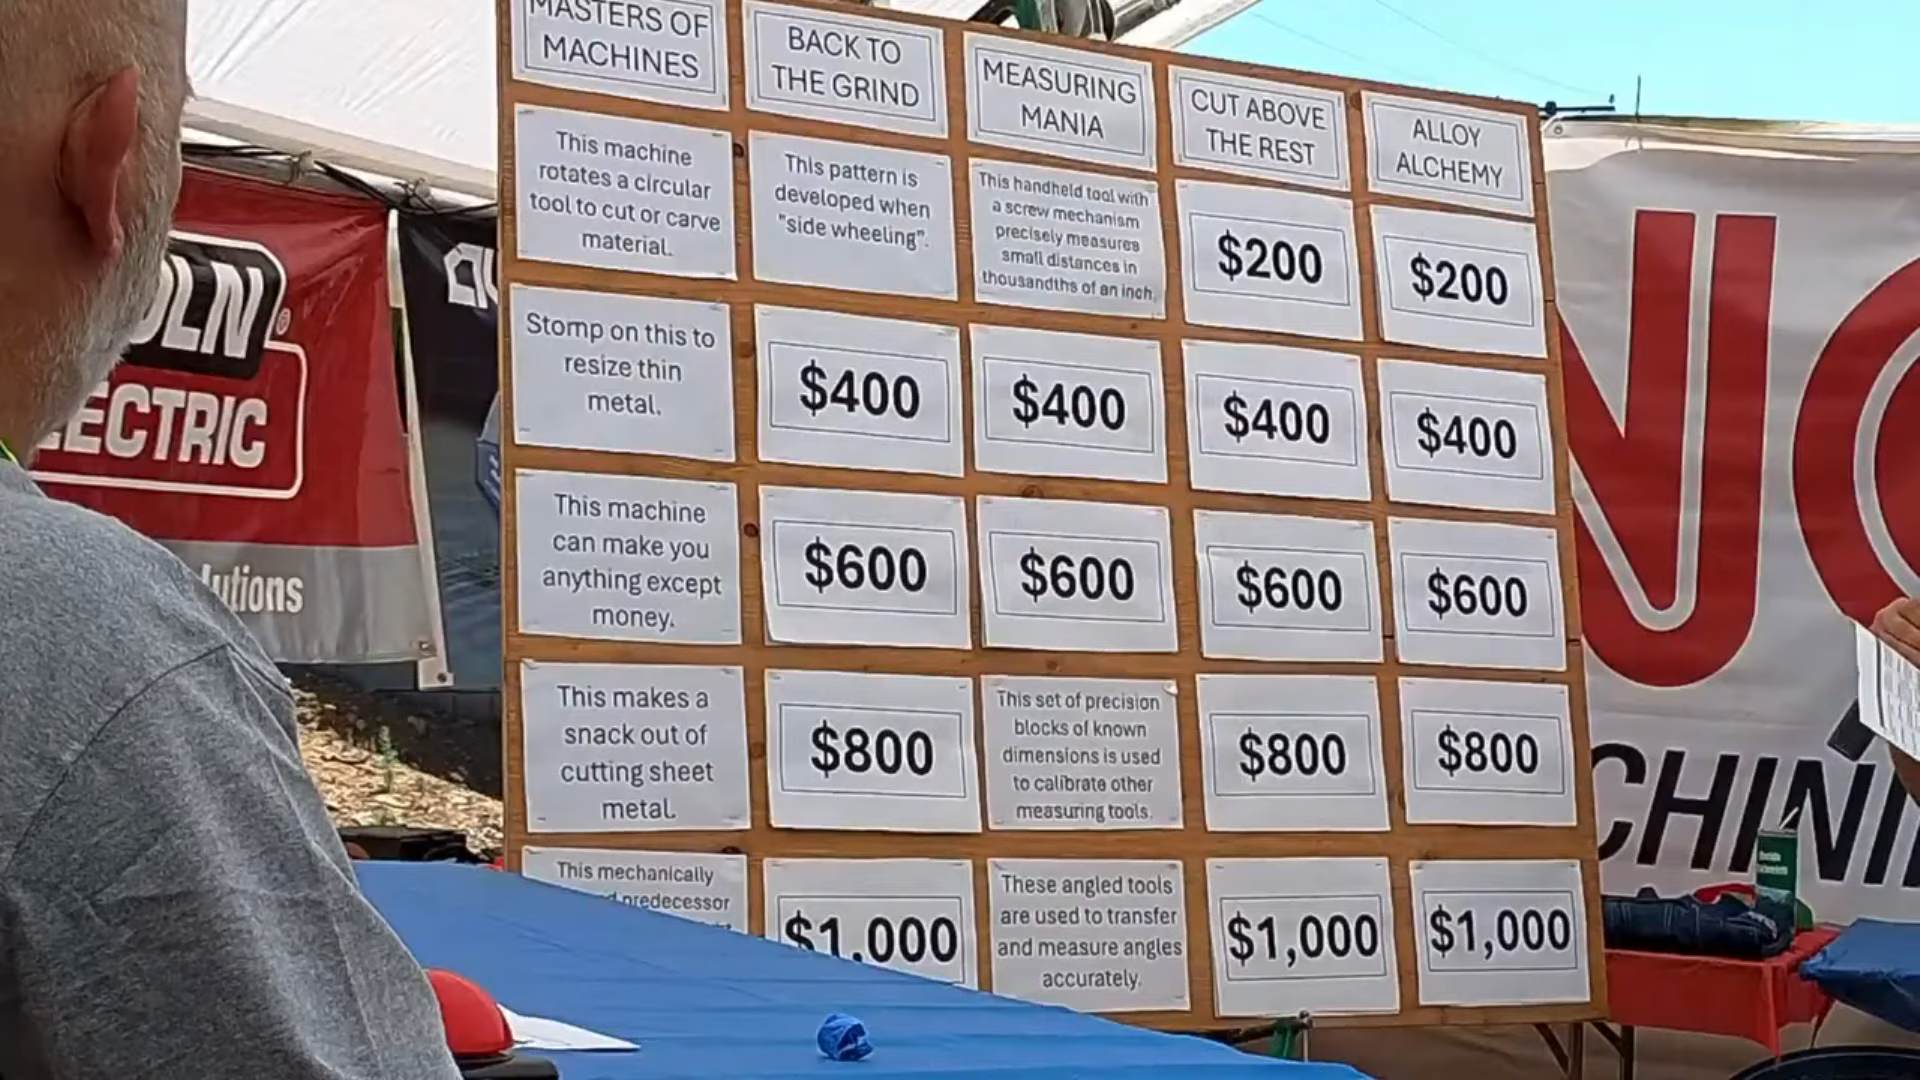 MASTERS OF
MACHINES
BACK TO
THE GRIND
MEASURING
MANIA
CUT ABOVE
THE REST
ALLOY
ALCHEMY
This machine
rotates a circular
tool to cut or carve
material.
This pattern is
developed when
"side wheeling".
This handheld tool with
a screw mechanism
precisely measures
small distances in
thousandths of an inch.
$200
$200
Stomp on this to
resize thin
metal.
$400
$400
$400
$400
This machine
can make you
anything except
money.
$600
$600
$600
$600
This makes a
snack out of
cutting sheet
metal.
$800
This set of precision
blocks of known
dimensions is used
to calibrate other
measuring tools.
$800
$800
This mechanically
predecessor
$1,000
These angled tools
are used to transfer
and measure angles
accurately.
$1,000
$1,000
OLN
ECTRIC
lutions
NC
CHINI